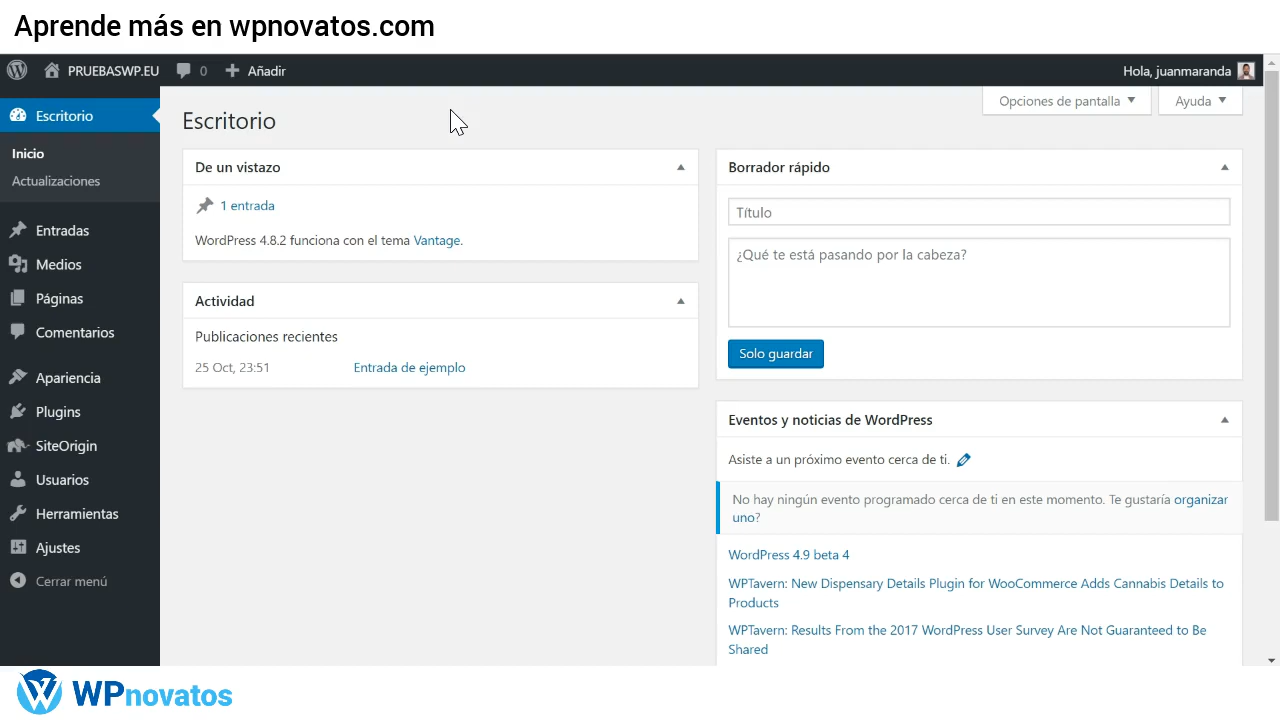 Aprende más en wpnovatos.com
PRUEBASWP.EU 0 Añadir Hola, juanmaranda
Opciones de pantalla Ayuda
Escritorio
Inicio
Actualizaciones
Entradas
Medios
Páginas
Comentarios
Apariencia
Plugins
SiteOrigin
Usuarios
Herramientas
Ajustes
Cerrar menú
Escritorio
De un vistazo
1 entrada
WordPress 4.8.2 funciona con el tema Vantage.
Actividad
Publicaciones recientes
25 Oct, 23:51 Entrada de ejemplo
Borrador rápido
Título
¿Qué te está pasando por la cabeza?
Solo guardar
Eventos y noticias de WordPress
Asiste a un próximo evento cerca de ti.
No hay ningún evento programado cerca de ti en este momento. Te gustaría organizar
uno?
WordPress 4.9 beta 4
WPTavern: New Dispensary Details Plugin for WooCommerce Adds Cannabis Details to
Products
WPTavern: Results From the 2017 WordPress User Survey Are Not Guaranteed to Be
Shared
WPnovatos